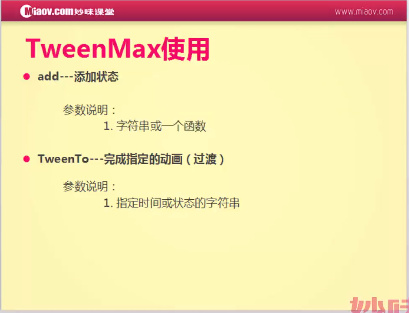 Miaov.com 妙味课堂
www.miaov.com
TweenMax使用
add---添加状态
参数说明：
1. 字符串或一个函数
TweenTo---完成指定的动画（过渡）
参数说明：
1. 指定时间或状态的字符串